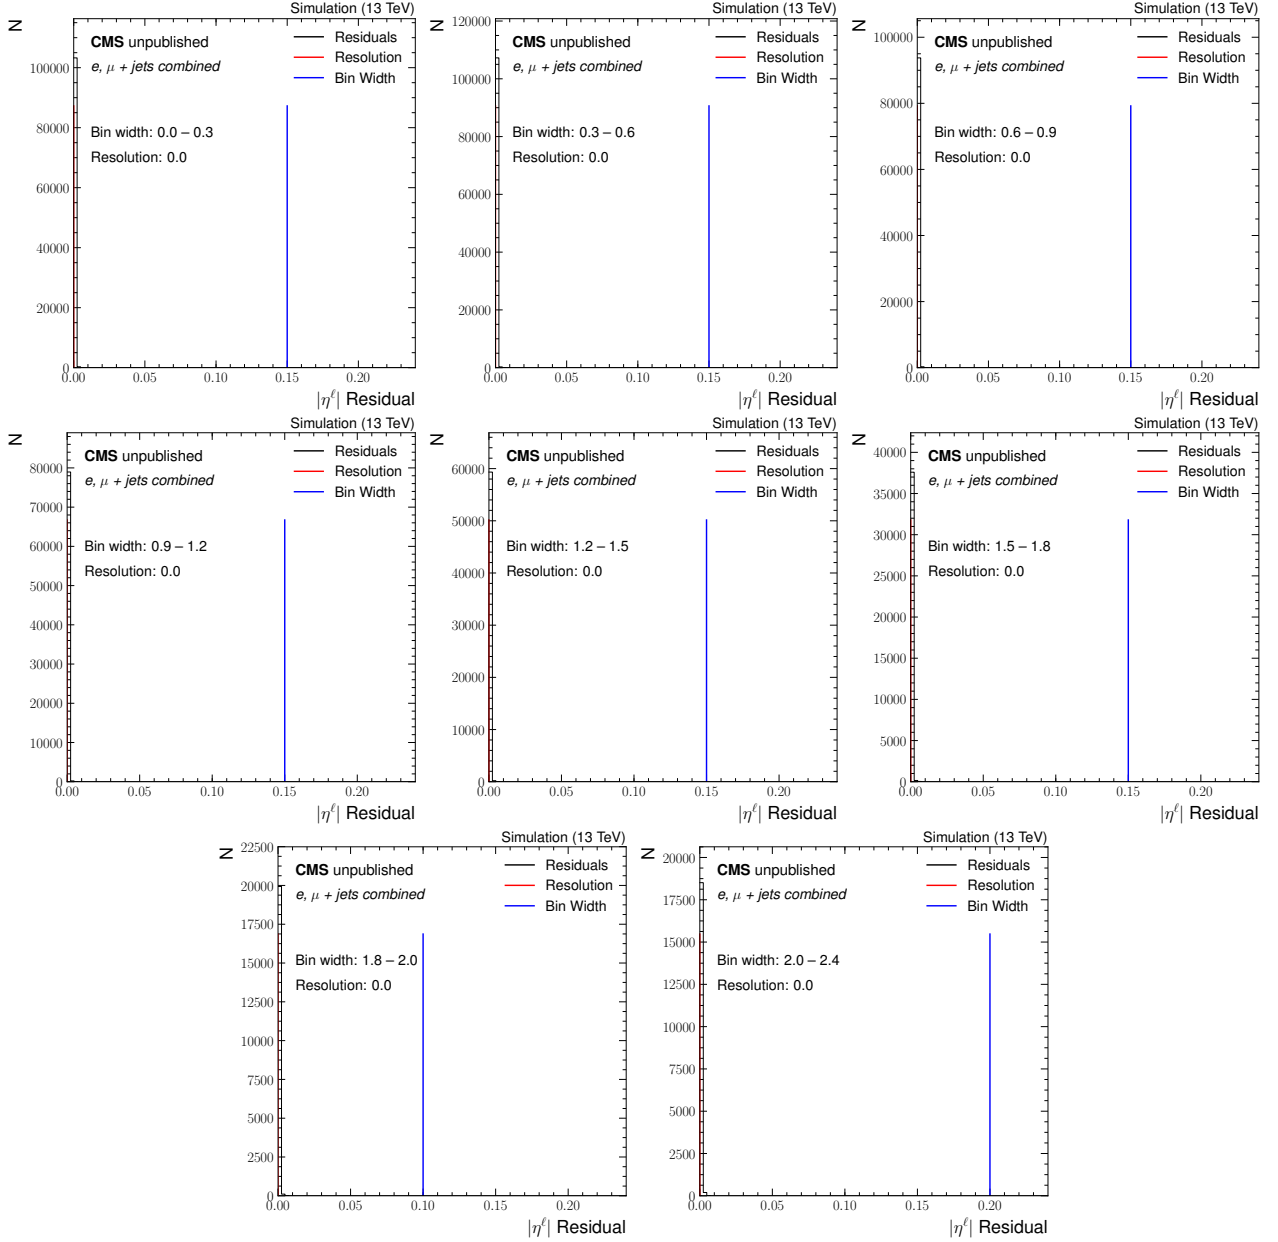 Simulation (13 TeV)
N
CMS unpublished
e, μ + jets combined
Residuals
Resolution
Bin Width
Bin width: 0.0 – 0.3
Resolution: 0.0
100000
80000
60000
40000
20000
0
0.00 0.05 0.10 0.15 0.20
|η^ℓ| Residual
Simulation (13 TeV)
N
CMS unpublished
e, μ + jets combined
Residuals
Resolution
Bin Width
Bin width: 0.3 – 0.6
Resolution: 0.0
120000
100000
80000
60000
40000
20000
0
0.00 0.05 0.10 0.15 0.20
|η^ℓ| Residual
Simulation (13 TeV)
N
CMS unpublished
e, μ + jets combined
Residuals
Resolution
Bin Width
Bin width: 0.6 – 0.9
Resolution: 0.0
100000
80000
60000
40000
20000
0
0.00 0.05 0.10 0.15 0.20
|η^ℓ| Residual
Simulation (13 TeV)
N
CMS unpublished
e, μ + jets combined
Residuals
Resolution
Bin Width
Bin width: 0.9 – 1.2
Resolution: 0.0
80000
70000
60000
50000
40000
30000
20000
10000
0
0.00 0.05 0.10 0.15 0.20
|η^ℓ| Residual
Simulation (13 TeV)
N
CMS unpublished
e, μ + jets combined
Residuals
Resolution
Bin Width
Bin width: 1.2 – 1.5
Resolution: 0.0
60000
50000
40000
30000
20000
10000
0
0.00 0.05 0.10 0.15 0.20
|η^ℓ| Residual
Simulation (13 TeV)
N
CMS unpublished
e, μ + jets combined
Residuals
Resolution
Bin Width
Bin width: 1.5 – 1.8
Resolution: 0.0
40000
35000
30000
25000
20000
15000
10000
5000
0
0.00 0.05 0.10 0.15 0.20
|η^ℓ| Residual
Simulation (13 TeV)
N
CMS unpublished
e, μ + jets combined
Residuals
Resolution
Bin Width
Bin width: 1.8 – 2.0
Resolution: 0.0
22500
20000
17500
15000
12500
10000
7500
5000
2500
0
0.00 0.05 0.10 0.15 0.20
|η^ℓ| Residual
Simulation (13 TeV)
N
CMS unpublished
e, μ + jets combined
Residuals
Resolution
Bin Width
Bin width: 2.0 – 2.4
Resolution: 0.0
20000
17500
15000
12500
10000
7500
5000
2500
0
0.00 0.05 0.10 0.15 0.20
|η^ℓ| Residual